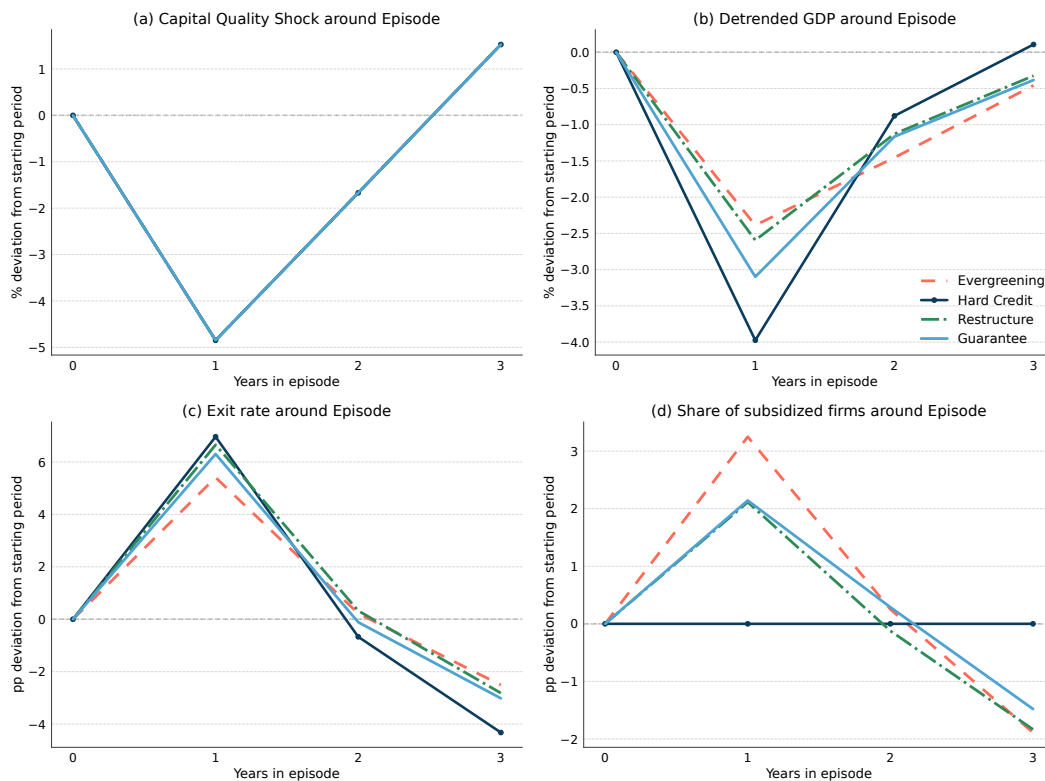 (a) Capital Quality Shock around Episode
% deviation from starting period
1
0
−1
−2
−3
−4
−5
0 1 2 3
Years in episode
(b) Detrended GDP around Episode
% deviation from starting period
0.0
−0.5
−1.0
−1.5
−2.0
−2.5
−3.0
−3.5
−4.0
Evergreening
Hard Credit
Restructure
Guarantee
0 1 2 3
Years in episode
(c) Exit rate around Episode
pp deviation from starting period
6
4
2
0
−2
−4
0 1 2 3
Years in episode
(d) Share of subsidized firms around Episode
pp deviation from starting period
3
2
1
0
−1
−2
0 1 2 3
Years in episode